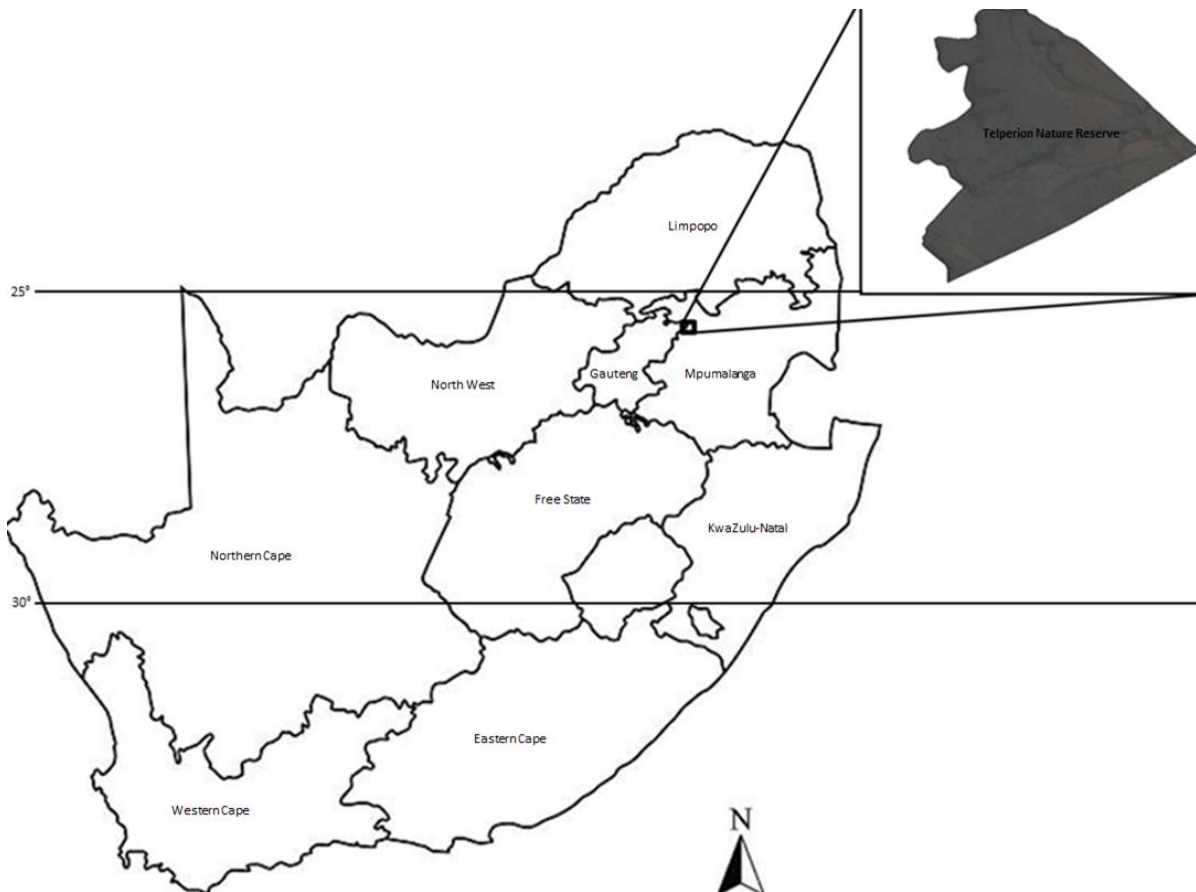 Telperion Nature Reserve
Limpopo
25°
North West
Gauteng
Mpumalanga
Free State
KwaZulu-Natal
Northern Cape
30°
Eastern Cape
Western Cape
N